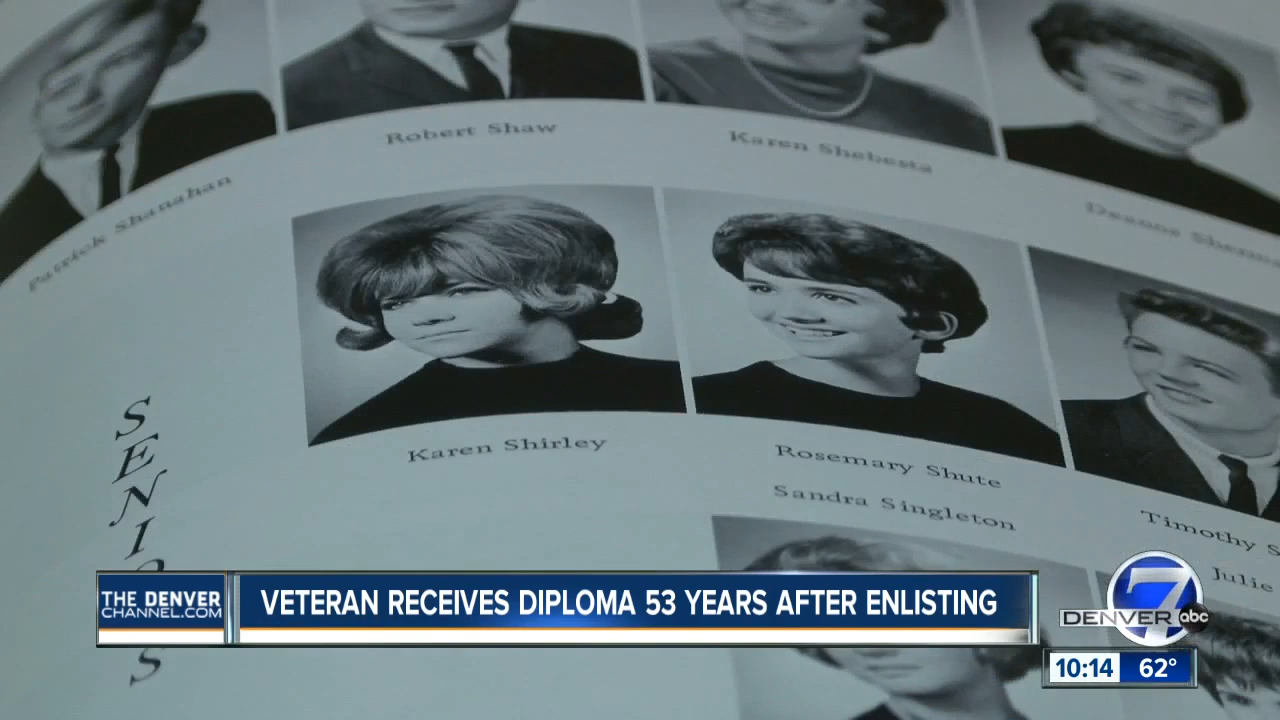 Robert Shaw
Karen Shebesta
Patrick Shanahan
Karen Shirley
Rosemary Shute
Sandra Singleton
Timothy
Julie
SENIORS
THE DENVER
CHANNEL.COM
VETERAN RECEIVES DIPLOMA 53 YEARS AFTER ENLISTING
DENVER 7 abc
10:14 62°